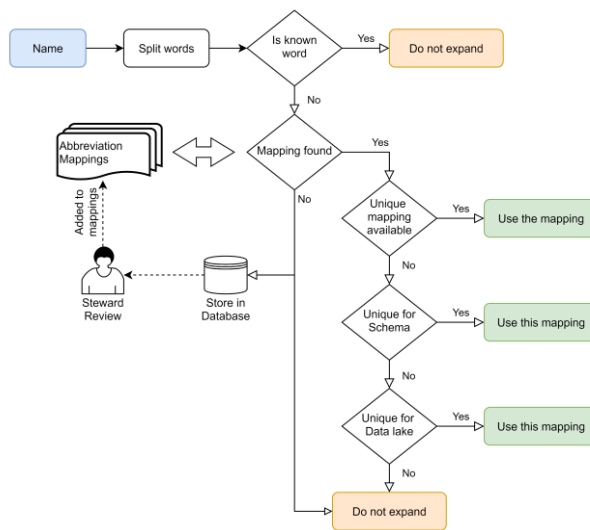 Name
Split words
Is known
word
Yes
Do not expand
No
Abbreviation
Mappings
Mapping found
Yes
No
Added to
mappings
Unique
mapping
available
Yes
Use the mapping
No
Steward
Review
Store in
Database
Unique for
Schema
Yes
Use this mapping
No
Unique for
Data lake
Yes
Use this mapping
No
Do not expand